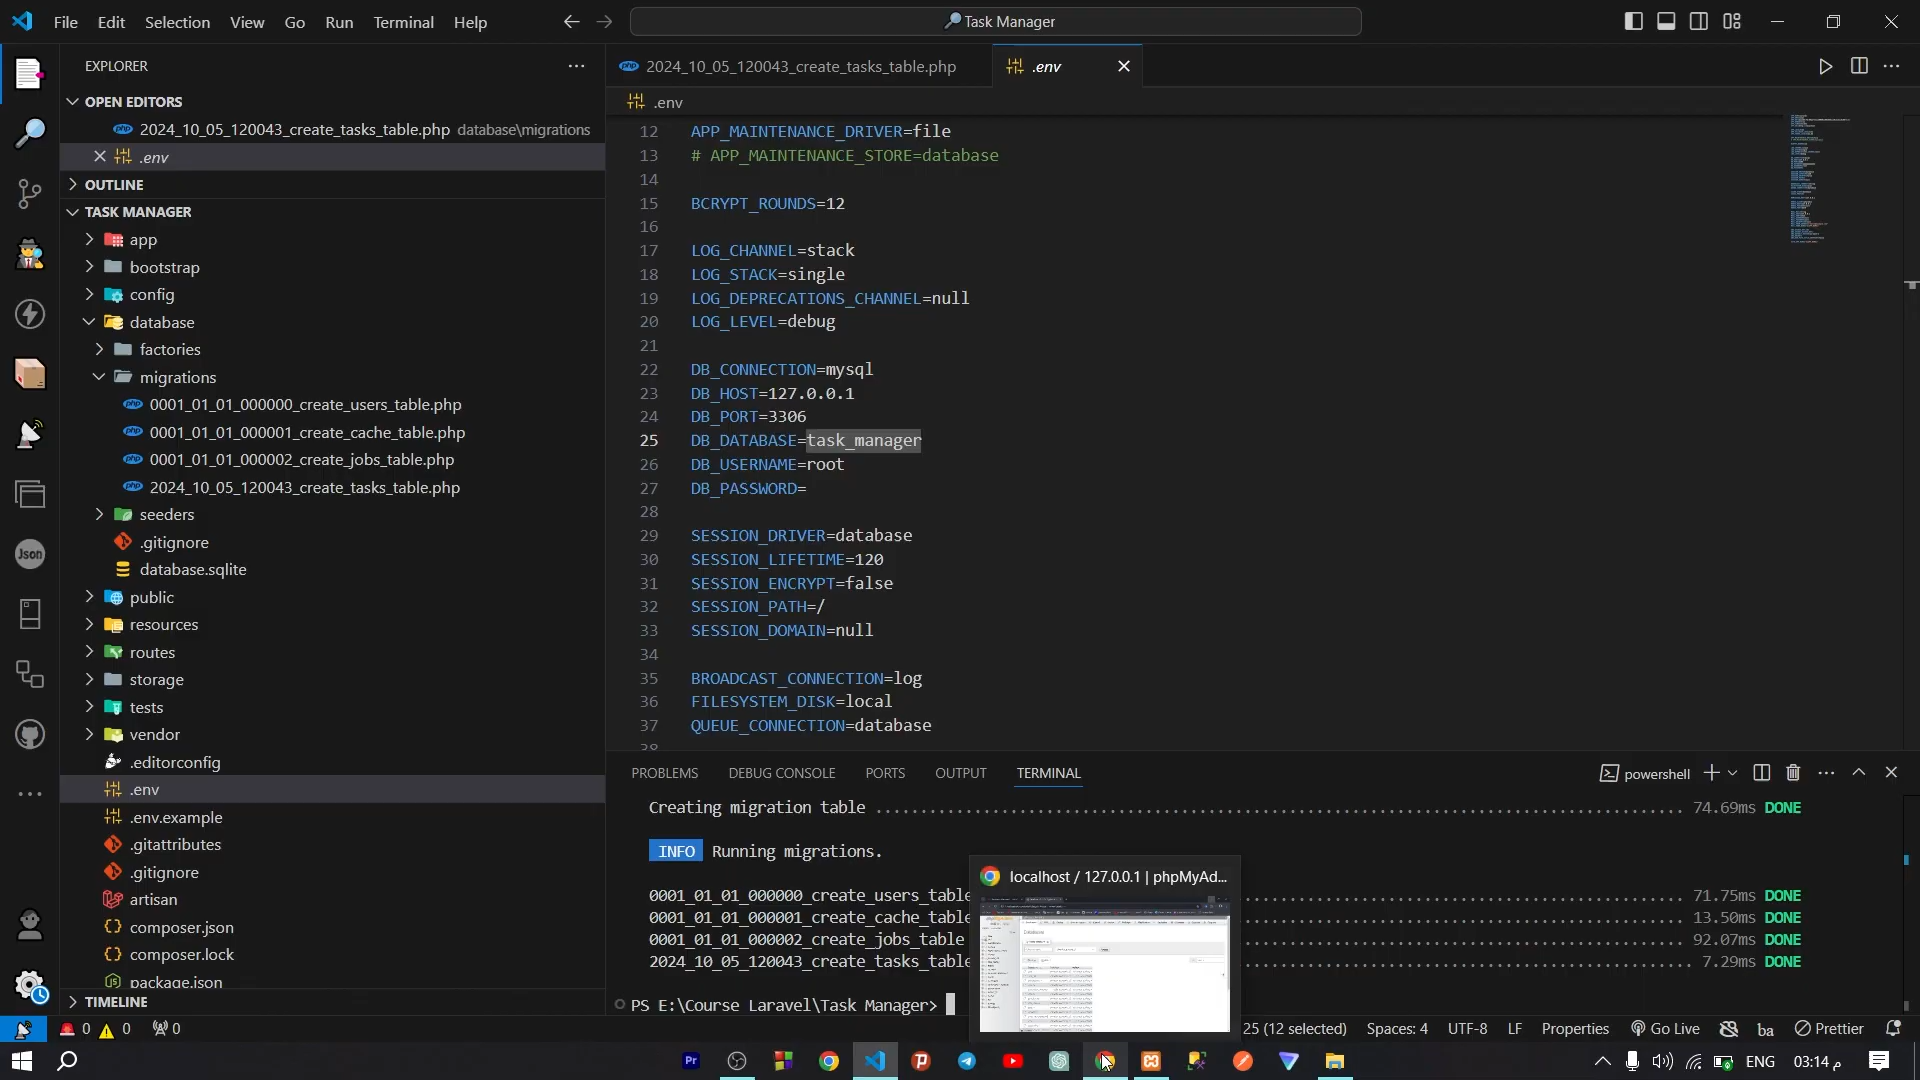 File Edit Selection View Go Run Terminal Help
Task Manager
EXPLORER
OPEN EDITORS
2024_10_05_120043_create_tasks_table.php database\migrations
.env
OUTLINE
TASK MANAGER
app
bootstrap
config
database
factories
migrations
0001_01_01_000000_create_users_table.php
0001_01_01_000001_create_cache_table.php
0001_01_01_000002_create_jobs_table.php
2024_10_05_120043_create_tasks_table.php
seeders
.gitignore
database.sqlite
public
resources
routes
storage
tests
vendor
.editorconfig
.env
.env.example
.gitattributes
.gitignore
artisan
composer.json
composer.lock
package.json
TIMELINE
2024_10_05_120043_create_tasks_table.php
.env
.env
12 APP_MAINTENANCE_DRIVER=file
13 # APP_MAINTENANCE_STORE=database
14
15 BCRYPT_ROUNDS=12
16
17 LOG_CHANNEL=stack
18 LOG_STACK=single
19 LOG_DEPRECATIONS_CHANNEL=null
20 LOG_LEVEL=debug
21
22 DB_CONNECTION=mysql
23 DB_HOST=127.0.0.1
24 DB_PORT=3306
25 DB_DATABASE=task_manager
26 DB_USERNAME=root
27 DB_PASSWORD=
28
29 SESSION_DRIVER=database
30 SESSION_LIFETIME=120
31 SESSION_ENCRYPT=false
32 SESSION_PATH=/
33 SESSION_DOMAIN=null
34
35 BROADCAST_CONNECTION=log
36 FILESYSTEM_DISK=local
37 QUEUE_CONNECTION=database
38
PROBLEMS DEBUG CONSOLE PORTS OUTPUT TERMINAL
powershell
Creating migration table ........ 74.69ms DONE
INFO Running migrations.
0001_01_01_000000_create_users_table ........ 71.75ms DONE
0001_01_01_000001_create_cache_table ........ 13.50ms DONE
0001_01_01_000002_create_jobs_table ........ 92.07ms DONE
2024_10_05_120043_create_tasks_table ........ 7.29ms DONE
PS E:\Course Laravel\Task Manager>
localhost / 127.0.0.1 | phpMyAd...
Json
0 0 0
25 (12 selected) Spaces: 4 UTF-8 LF Properties Go Live ba Prettier
Pr
ENG 03:14 م